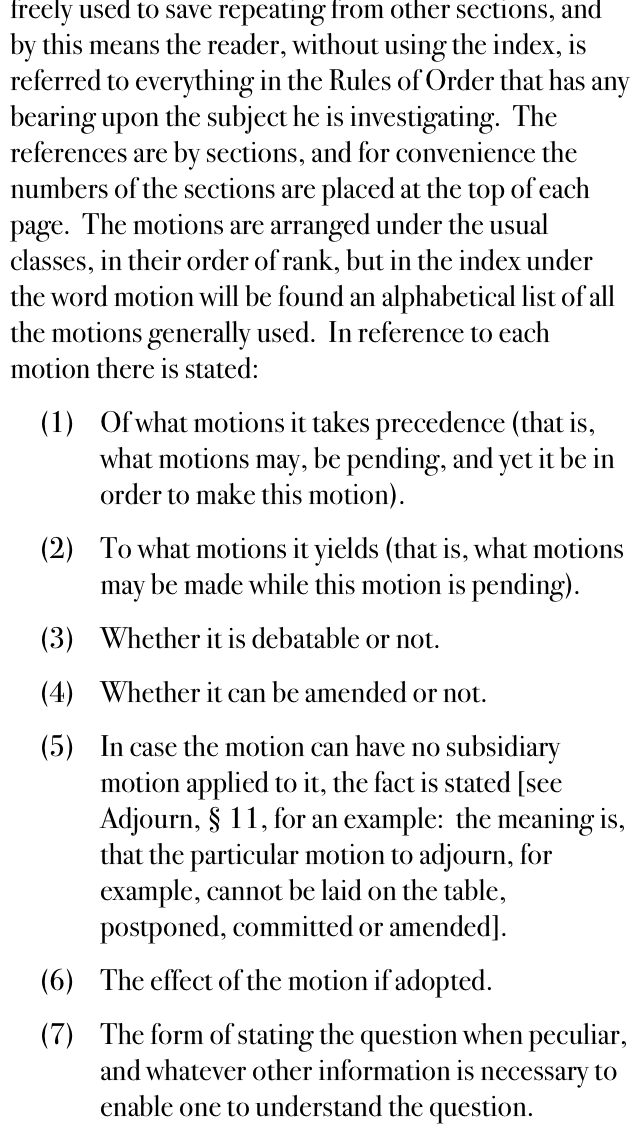 freely used to save repeating from other sections, and
by this means the reader, without using the index, is
referred to everything in the Rules of Order that has any
bearing upon the subject he is investigating.  The
references are by sections, and for convenience the
numbers of the sections are placed at the top of each
page.  The motions are arranged under the usual
classes, in their order of rank, but in the index under
the word motion will be found an alphabetical list of all
the motions generally used.  In reference to each
motion there is stated:
(1) Of what motions it takes precedence (that is,
what motions may, be pending, and yet it be in
order to make this motion).
(2) To what motions it yields (that is, what motions
may be made while this motion is pending).
(3) Whether it is debatable or not.
(4) Whether it can be amended or not.
(5) In case the motion can have no subsidiary
motion applied to it, the fact is stated [see
Adjourn, § 11, for an example:  the meaning is,
that the particular motion to adjourn, for
example, cannot be laid on the table,
postponed, committed or amended].
(6) The effect of the motion if adopted.
(7) The form of stating the question when peculiar,
and whatever other information is necessary to
enable one to understand the question.